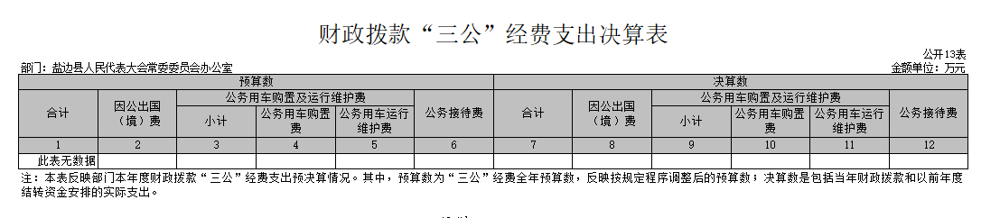 财政拨款“三公”经费支出决算表
公开13表
部门：盐边县人民代表大会常委委员会办公室 金额单位：万元
预算数 决算数
合计 因公出国（境）费 公务用车购置及运行维护费 公务接待费 合计 因公出国（境）费 公务用车购置及运行维护费 公务接待费
小计 公务用车购置费 公务用车运行维护费 小计 公务用车购置费 公务用车运行维护费
1 2 3 4 5 6 7 8 9 10 11 12
此表无数据
注：本表反映部门本年度财政拨款“三公”经费支出预决算情况。其中，预算数为“三公”经费全年预算数，反映按规定程序调整后的预算数；决算数是包括当年财政拨款和以前年度
结转资金安排的实际支出。